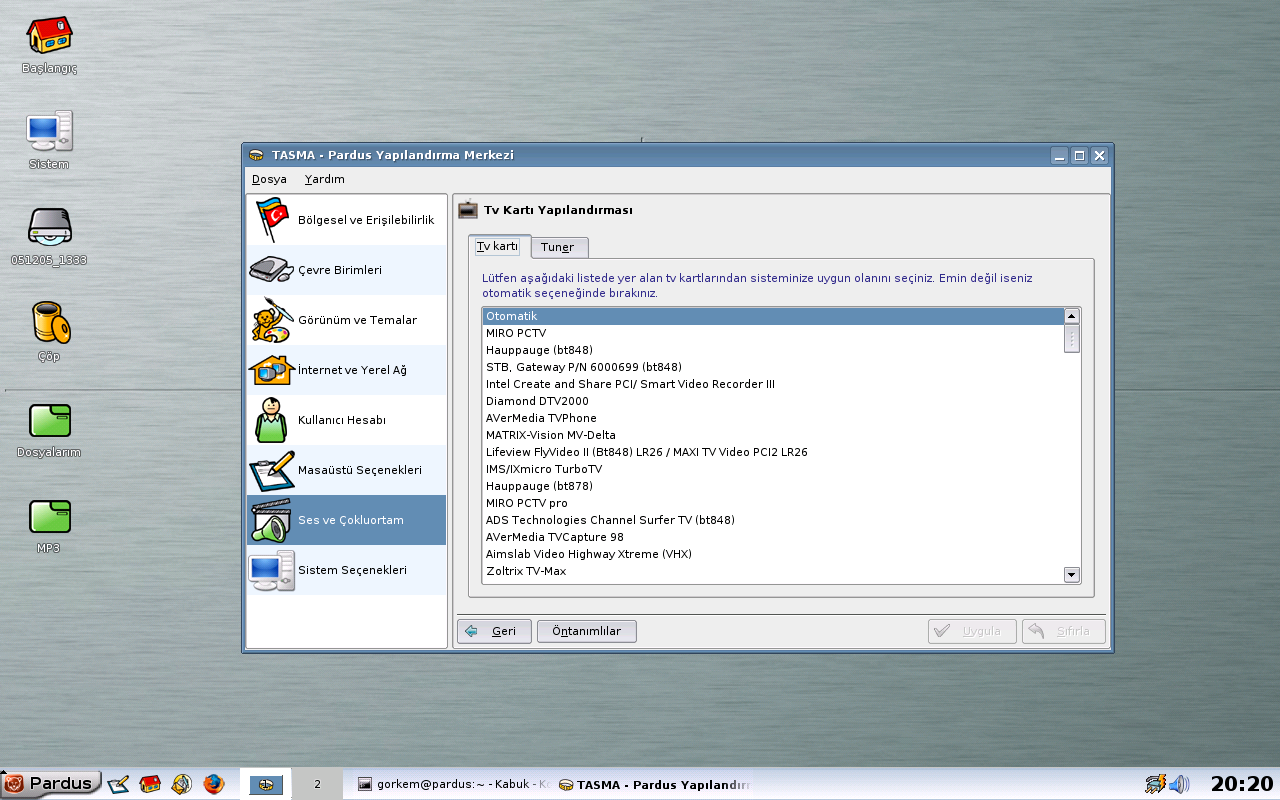 Başlangıç
Sistem
051205_1333
Çöp
Dosyalarım
MP3
TASMA - Pardus Yapılandırma Merkezi
Dosya Yardım
Bölgesel ve Erişilebilirlik
Çevre Birimleri
Görünüm ve Temalar
İnternet ve Yerel Ağ
Kullanıcı Hesabı
Masaüstü Seçenekleri
Ses ve Çokluortam
Sistem Seçenekleri
Tv Kartı Yapılandırması
Tv kartı Tuner
Lütfen aşağıdaki listede yer alan tv kartlarından sisteminize uygun olanını seçiniz. Emin değil iseniz
otomatik seçeneğinde bırakınız.
Otomatik
MIRO PCTV
Hauppauge (bt848)
STB, Gateway P/N 6000699 (bt848)
Intel Create and Share PCI/ Smart Video Recorder III
Diamond DTV2000
AVerMedia TVPhone
MATRIX-Vision MV-Delta
Lifeview FlyVideo II (Bt848) LR26 / MAXI TV Video PCI2 LR26
IMS/IXmicro TurboTV
Hauppauge (bt878)
MIRO PCTV pro
ADS Technologies Channel Surfer TV (bt848)
AVerMedia TVCapture 98
Aimslab Video Highway Xtreme (VHX)
Zoltrix TV-Max
Geri Öntanımlılar Uygula Sıfırla
Pardus 2 gorkem@pardus:~ - Kabuk - K TASMA - Pardus Yapılandır 20:20